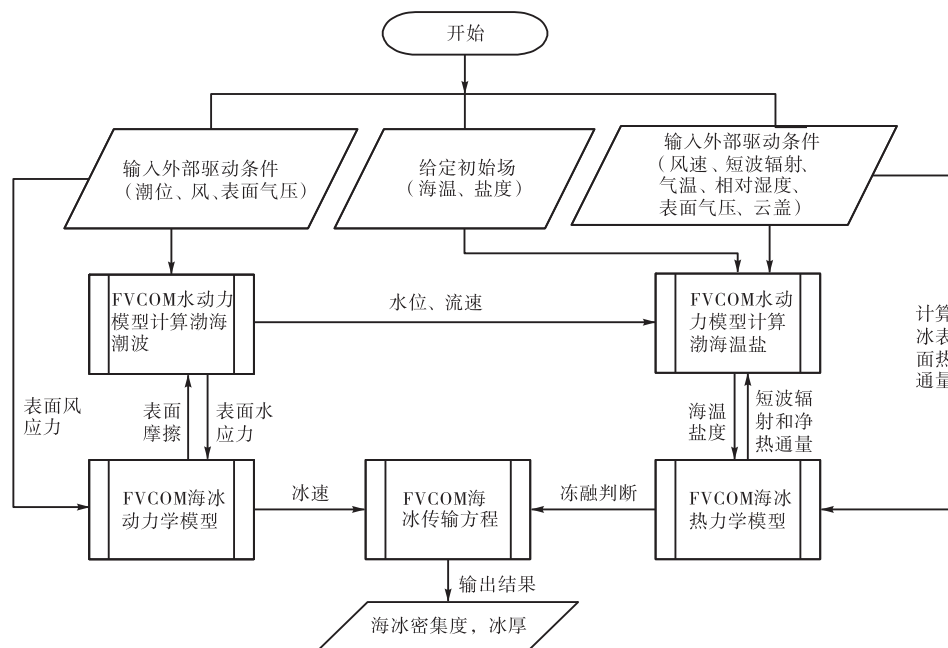 开始
输入外部驱动条件
（潮位、风、表面气压）
给定初始场
（海温、盐度）
输入外部驱动条件
（风速、短波辐射、
气温、相对湿度、
表面气压、云盖）
FVCOM水动力
模型计算渤海
潮波
水位、流速
FVCOM水动
力模型计算
渤海温盐
计算
冰表
面热
通量
表面风
应力
表面
摩擦
表面水
应力
海温
盐度
短波辐
射和净
热通量
FVCOM海冰
动力学模型
冰速
FVCOM海
冰传输方程
冻融判断
FVCOM海冰
热力学模型
输出结果
海冰密集度，冰厚